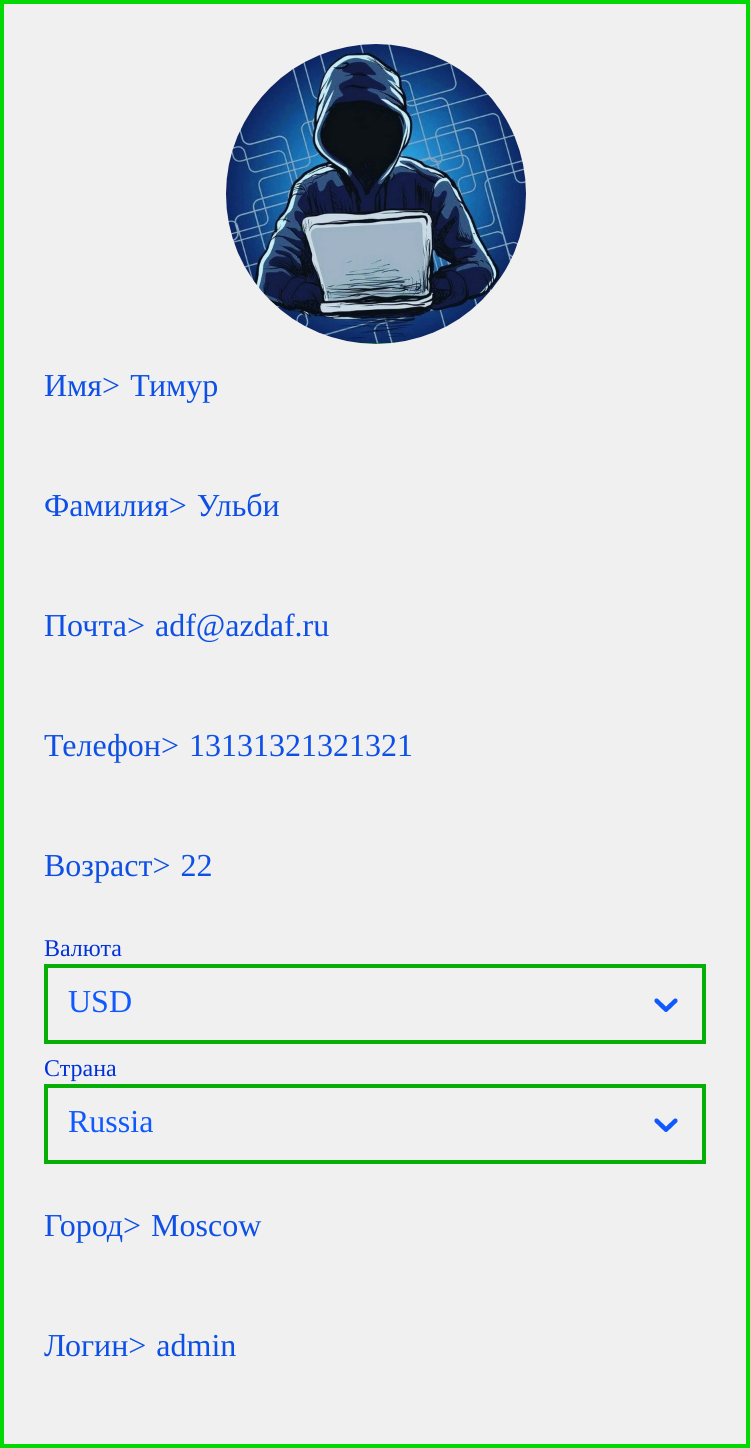 Имя> Тимур
Фамилия> Ульби
Почта> adf@azdaf.ru
Телефон> 13131321321321
Возраст> 22
Валюта
USD
Страна
Russia
Город> Moscow
Логин> admin